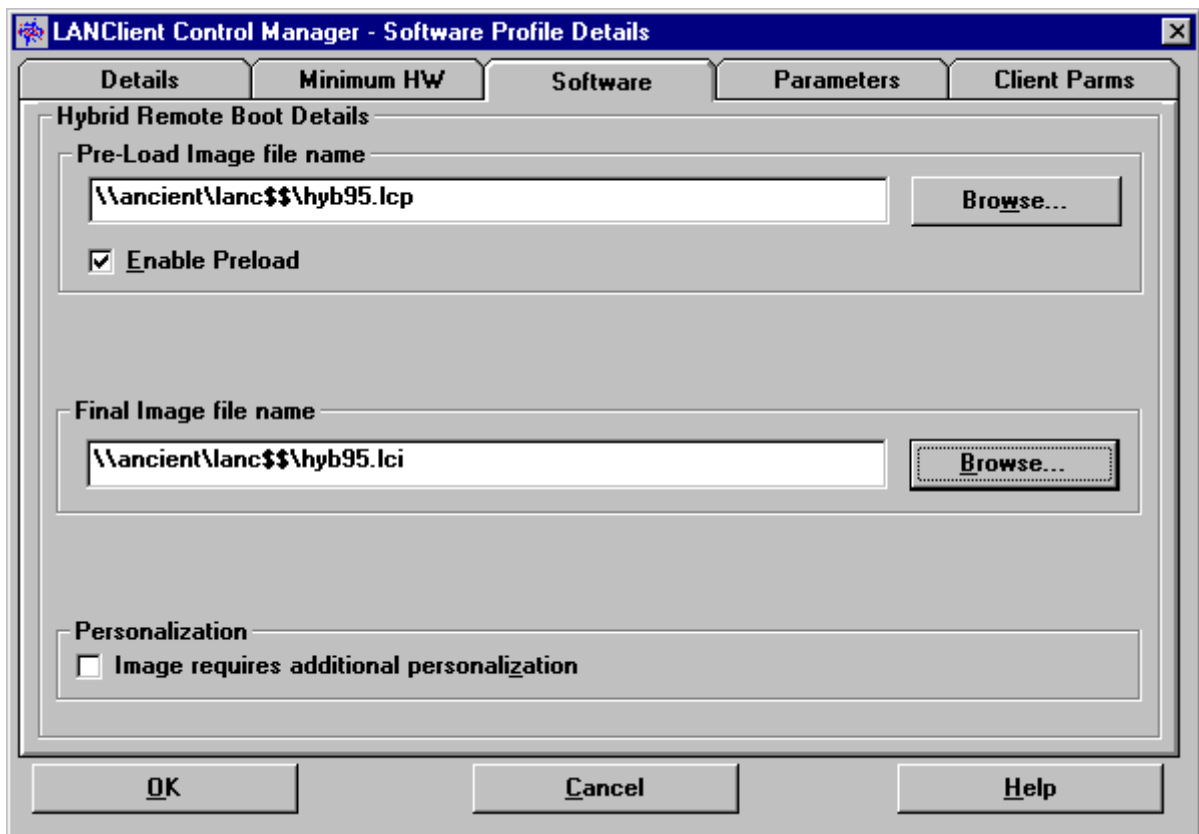 LANClient Control Manager - Software Profile Details
Details Minimum HW Software Parameters Client Parms
Hybrid Remote Boot Details
Pre-Load Image file name
\\ancient\lanc$$\hyb95.lcp Browse...
Enable Preload
Final Image file name
\\ancient\lanc$$\hyb95.lci Browse...
Personalization
Image requires additional personalization
OK Cancel Help